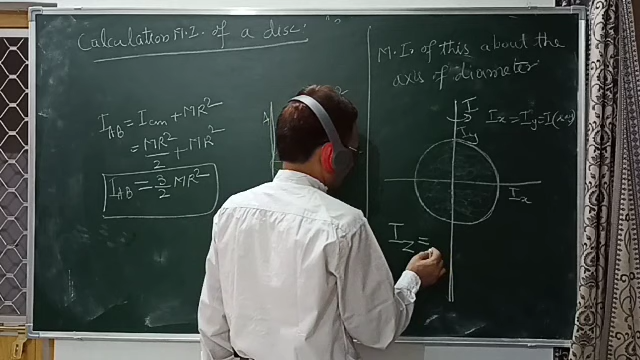 Calculation M.I. of a disc:
I_AB = I_cm + MR²
= MR²/2 + MR²
I_AB = 3/2 MR²
M.I. of this about the
axis of diameter
I
I_x = I_y = I
I_y
I_x
I_z =